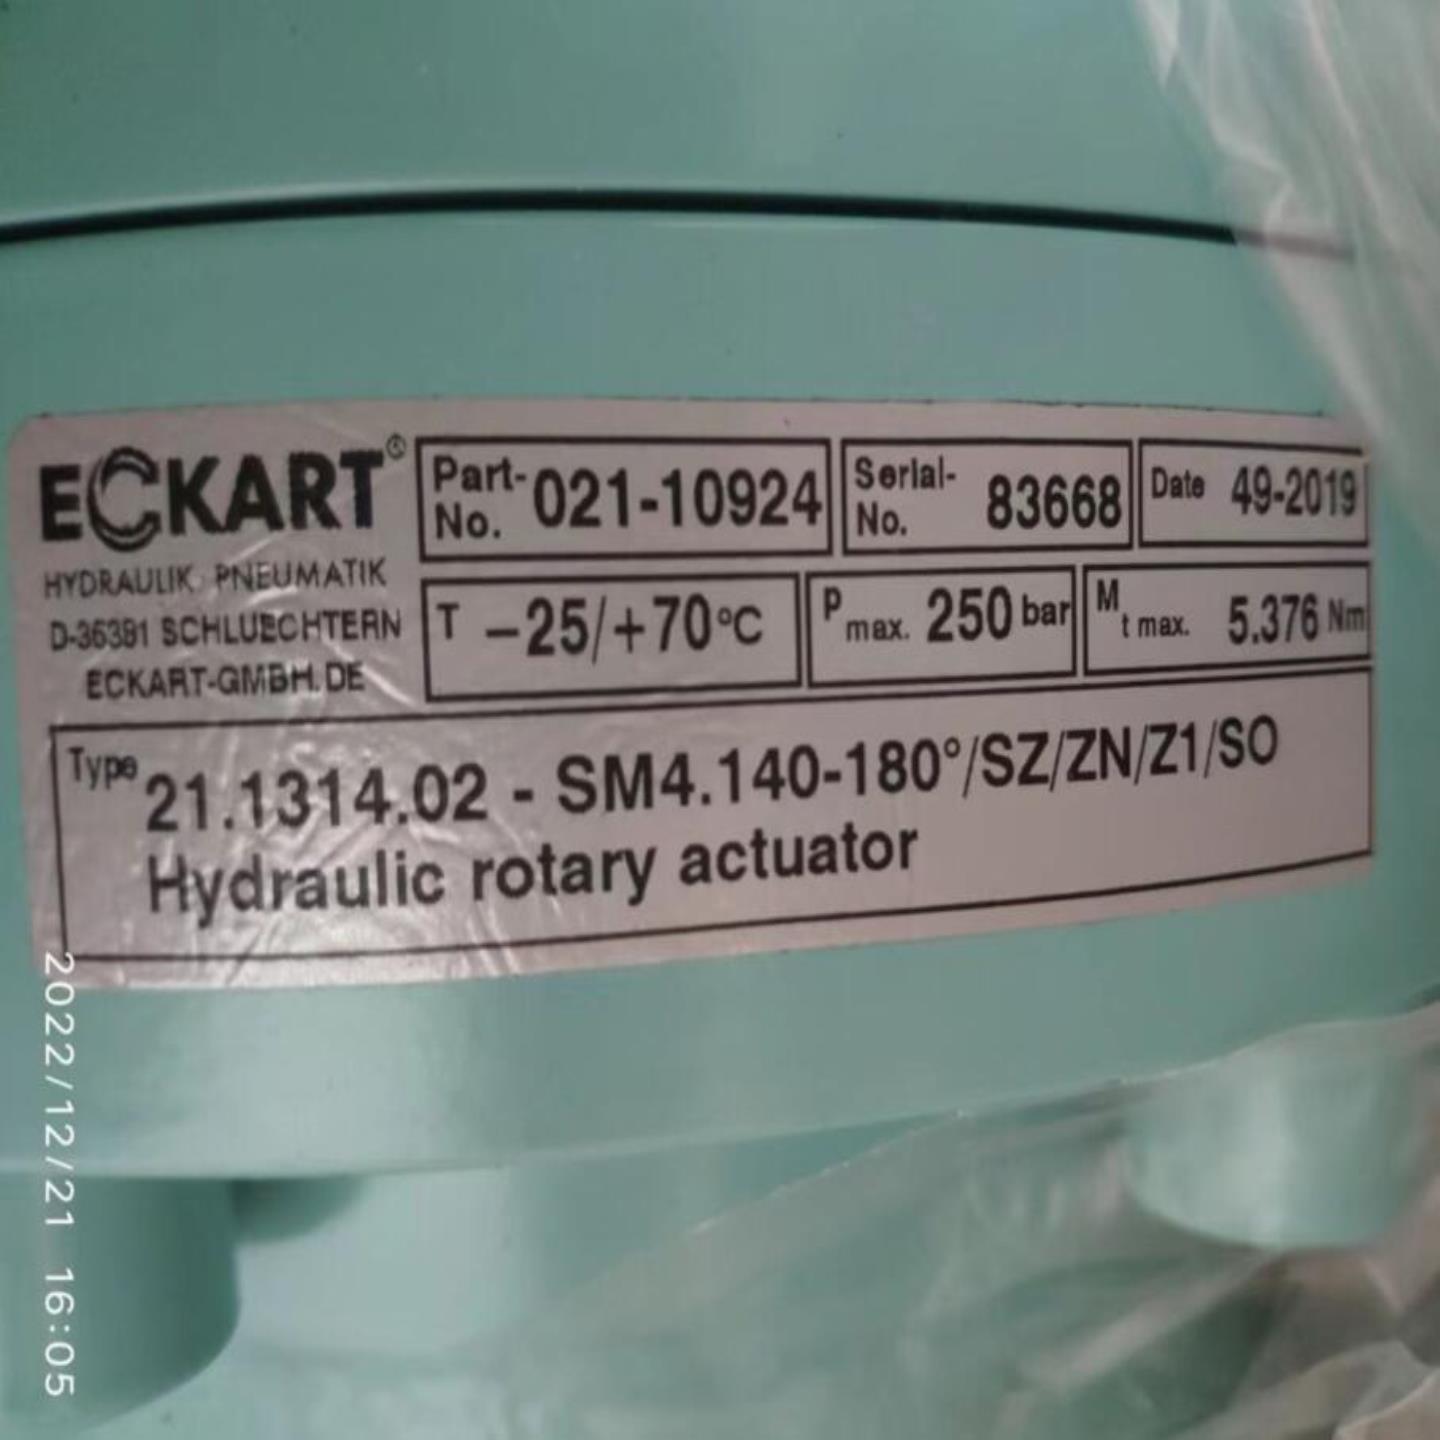 ECKART®
HYDRAULIK PNEUMATIK
D-36381 SCHLUECHTERN
ECKART-GMBH.DE
Part-No. 021-10924
Serial-No. 83668
Date 49-2019
T -25/+70°C
P max. 250 bar
M t max. 5.376 Nm
Type 21.1314.02 - SM4.140-180°/SZ/ZN/Z1/SO
Hydraulic rotary actuator
2022/12/21 16:05